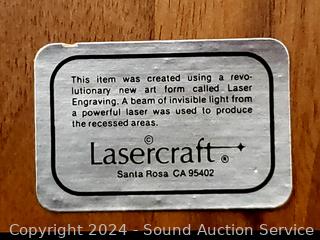 This item was created using a revo-
lutionary new art form called Laser
Engraving. A beam of invisible light from
a powerful laser was used to produce
the recessed areas.
©
Lasercraft ®
Santa Rosa CA 95402
Copyright 2024 - Sound Auction Service